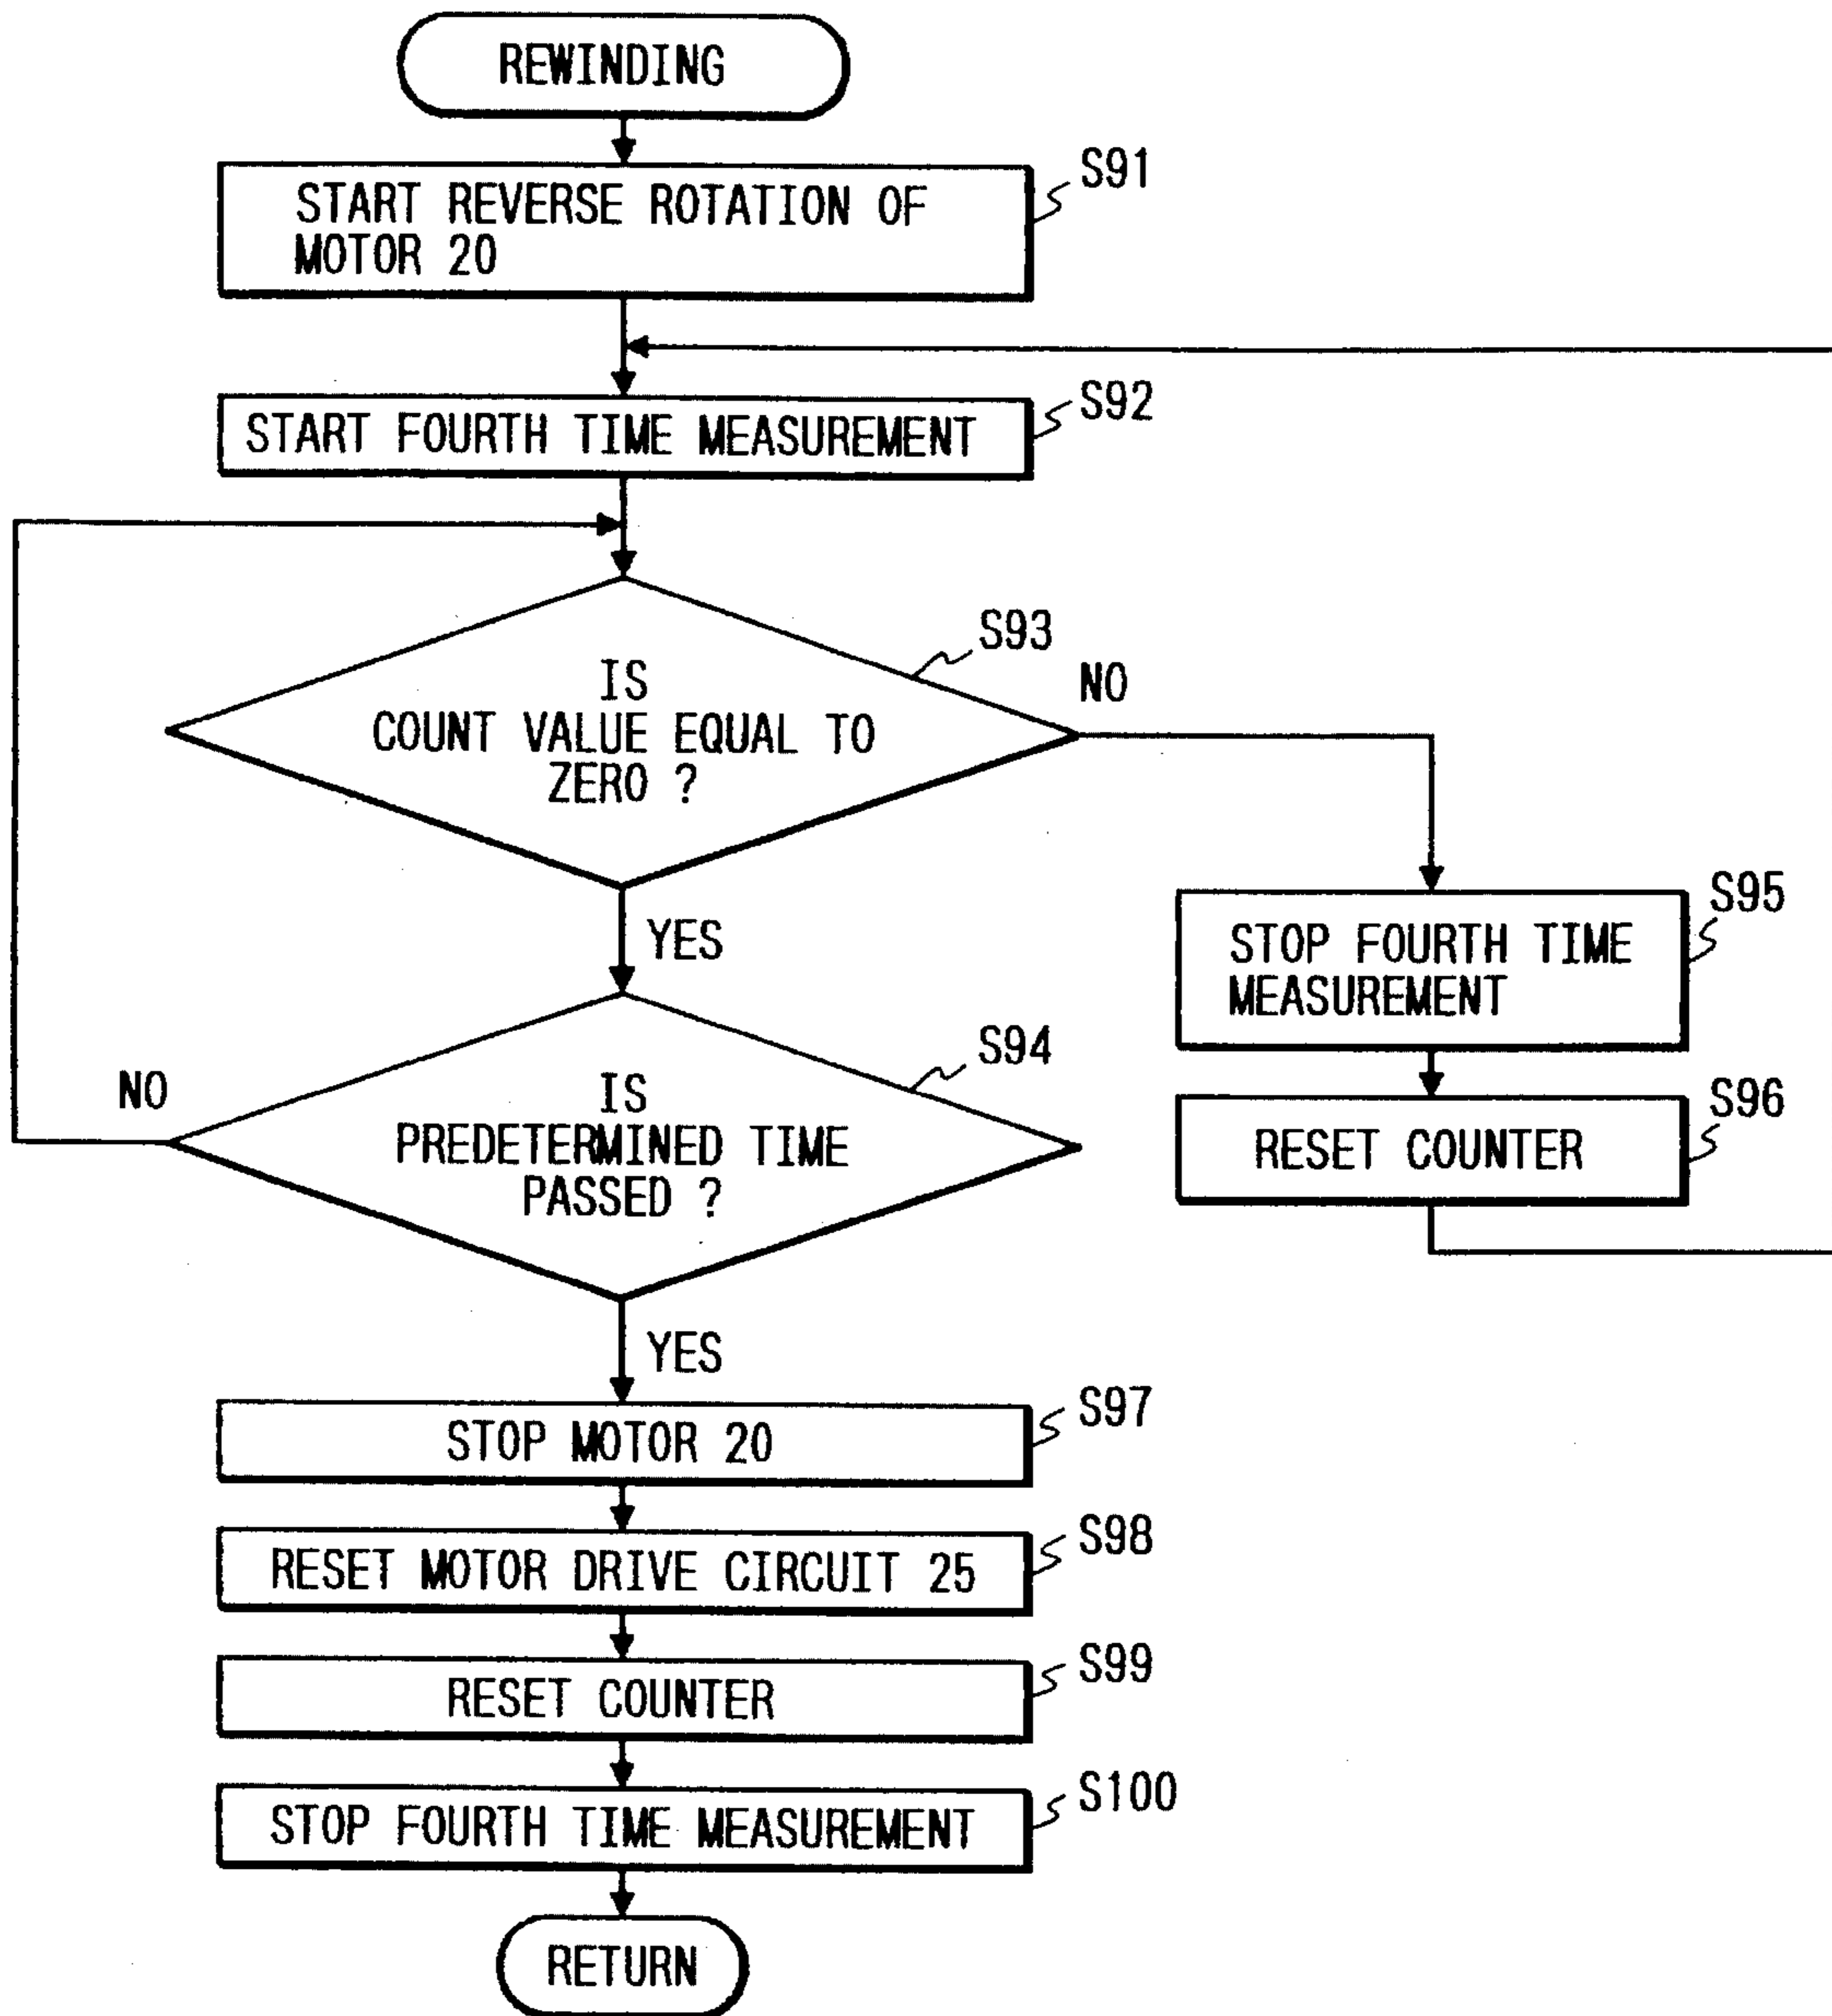 REWINDING
S91
START REVERSE ROTATION OF
MOTOR 20
S92
START FOURTH TIME MEASUREMENT
S93
IS
COUNT VALUE EQUAL TO
ZERO ?
NO
YES
S95
STOP FOURTH TIME
MEASUREMENT
S96
RESET COUNTER
S94
IS
PREDETERMINED TIME
PASSED ?
NO
YES
S97
STOP MOTOR 20
S98
RESET MOTOR DRIVE CIRCUIT 25
S99
RESET COUNTER
S100
STOP FOURTH TIME MEASUREMENT
RETURN